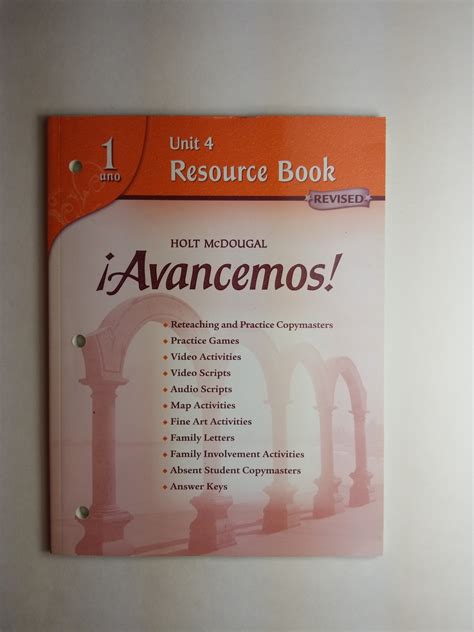 1
uno
Unit 4
Resource Book
REVISED
HOLT McDOUGAL
¡Avancemos!
◆ Reteaching and Practice Copymasters
◆ Practice Games
◆ Video Activities
◆ Video Scripts
◆ Audio Scripts
◆ Map Activities
◆ Fine Art Activities
◆ Family Letters
◆ Family Involvement Activities
◆ Absent Student Copymasters
◆ Answer Keys